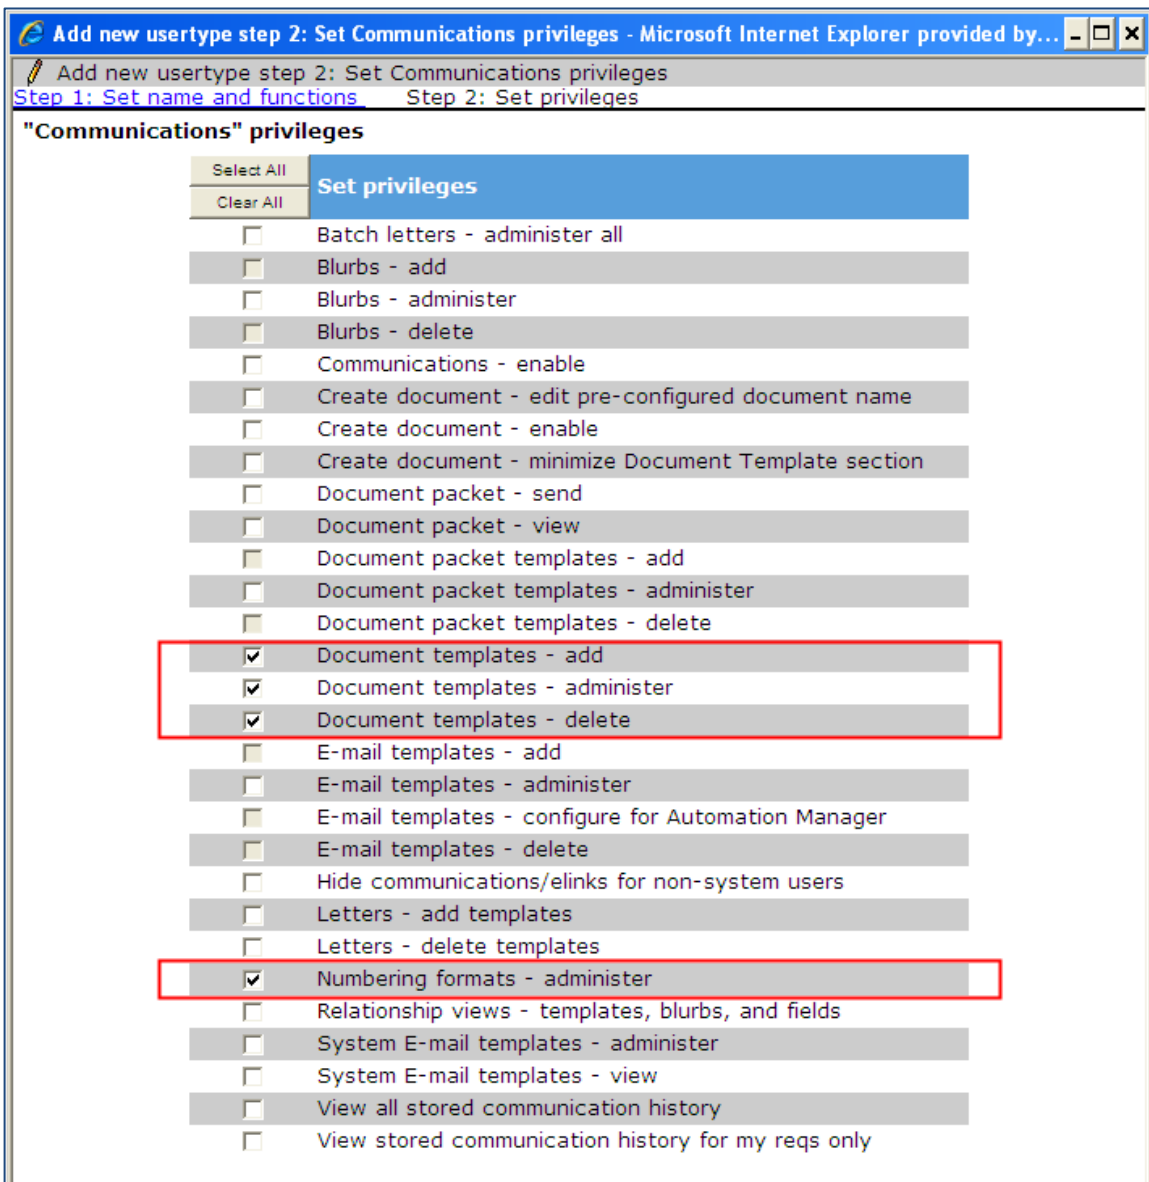 Add new usertype step 2: Set Communications privileges - Microsoft Internet Explorer provided by...
Add new usertype step 2: Set Communications privileges
Step 1: Set name and functions Step 2: Set privileges
"Communications" privileges
Select All
Set privileges
Clear All
Batch letters - administer all
Blurbs - add
Blurbs - administer
Blurbs - delete
Communications - enable
Create document - edit pre-configured document name
Create document - enable
Create document - minimize Document Template section
Document packet - send
Document packet - view
Document packet templates - add
Document packet templates - administer
Document packet templates - delete
Document templates - add
Document templates - administer
Document templates - delete
E-mail templates - add
E-mail templates - administer
E-mail templates - configure for Automation Manager
E-mail templates - delete
Hide communications/elinks for non-system users
Letters - add templates
Letters - delete templates
Numbering formats - administer
Relationship views - templates, blurbs, and fields
System E-mail templates - administer
System E-mail templates - view
View all stored communication history
View stored communication history for my reqs only